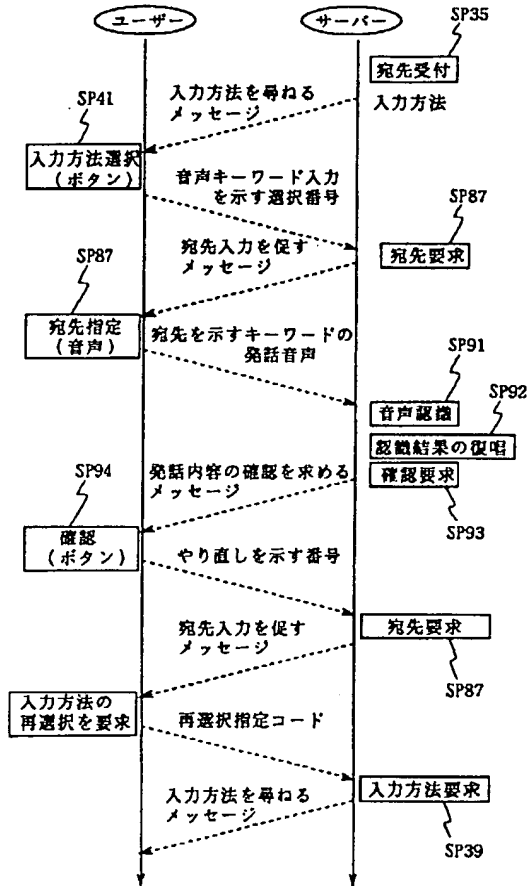 ユーザー
サーバー
SP35
宛先受付
入力方法を尋ねる
メッセージ
入力方法
SP41
入力方法選択
(ボタン)
音声キーワード入力
を示す選択番号
SP87
宛先要求
宛先入力を促す
メッセージ
SP87
宛先指定
(音声)
宛先を示すキーワードの
発話音声
SP91
音声認識
SP92
認識結果の復唱
発話内容の確認を求める
メッセージ
確認要求
SP93
SP94
確認
(ボタン)
やり直しを示す番号
宛先要求
SP87
宛先入力を促す
メッセージ
入力方法の
再選択を要求
再選択指定コード
入力方法要求
SP39
入力方法を尋ねる
メッセージ